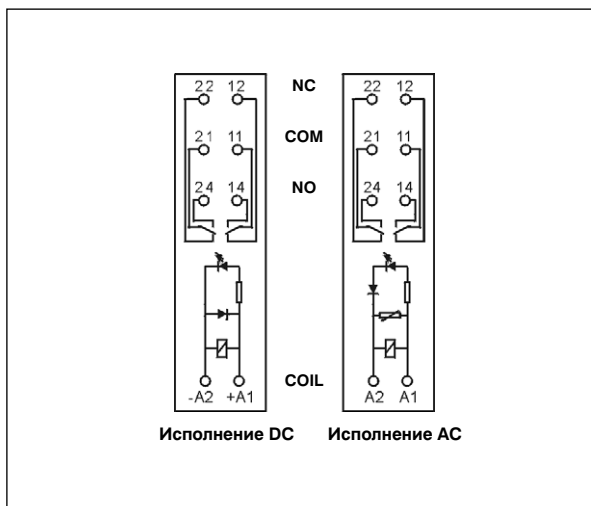 22 12 NC 22 12
21 11 COM 21 11
24 14 NO 24 14
COIL
-A2 +A1 A2 A1
Исполнение DC Исполнение AC